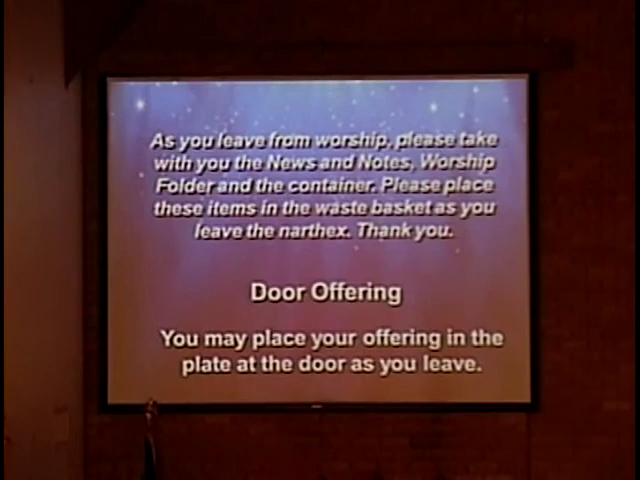 As you leave from worship, please take
with you the News and Notes, Worship
Folder and the container. Please place
these items in the waste basket as you
leave the narthex. Thank you.
Door Offering
You may place your offering in the
plate at the door as you leave.